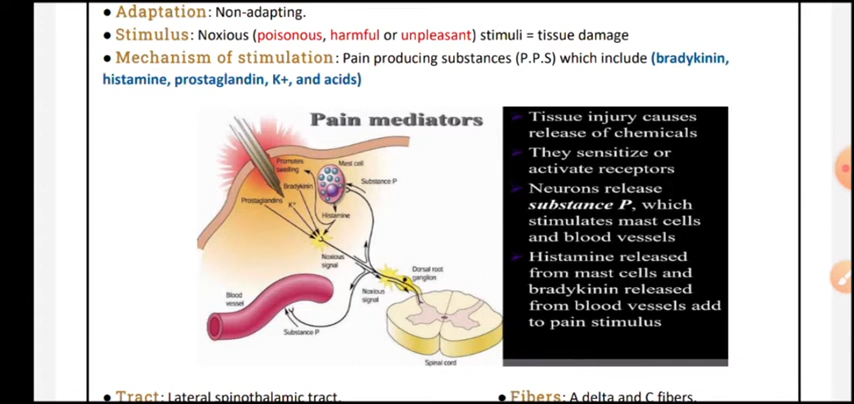 ● Adaptation: Non-adapting.
● Stimulus: Noxious (poisonous, harmful or unpleasant) stimuli = tissue damage
● Mechanism of stimulation: Pain producing substances (P.P.S) which include (bradykinin,
histamine, prostaglandin, K+, and acids)
Pain mediators
Promotes
swelling
Mast cell
Substance P
Bradykinin
Prostaglandins
K+
Histamine
Noxious
signal
Dorsal root
ganglion
Blood
vessel
Noxious
signal
Substance P
Spinal cord
Tissue injury causes
release of chemicals
They sensitize or
activate receptors
Neurons release
substance P, which
stimulates mast cells
and blood vessels
Histamine released
from mast cells and
bradykinin released
from blood vessels add
to pain stimulus
● Tract: Lateral spinothalamic tract.
● Fibers: A delta and C fibers.